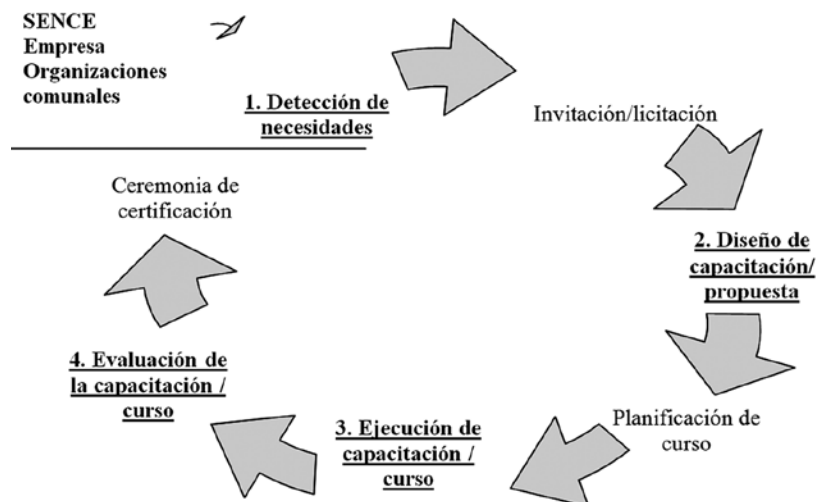 SENCE
Empresa
Organizaciones
comunales
1. Detección de
necesidades
Invitación/licitación
2. Diseño de
capacitación/
propuesta
Planificación de
curso
3. Ejecución de
capacitación /
curso
4. Evaluación de
la capacitación /
curso
Ceremonia de
certificación